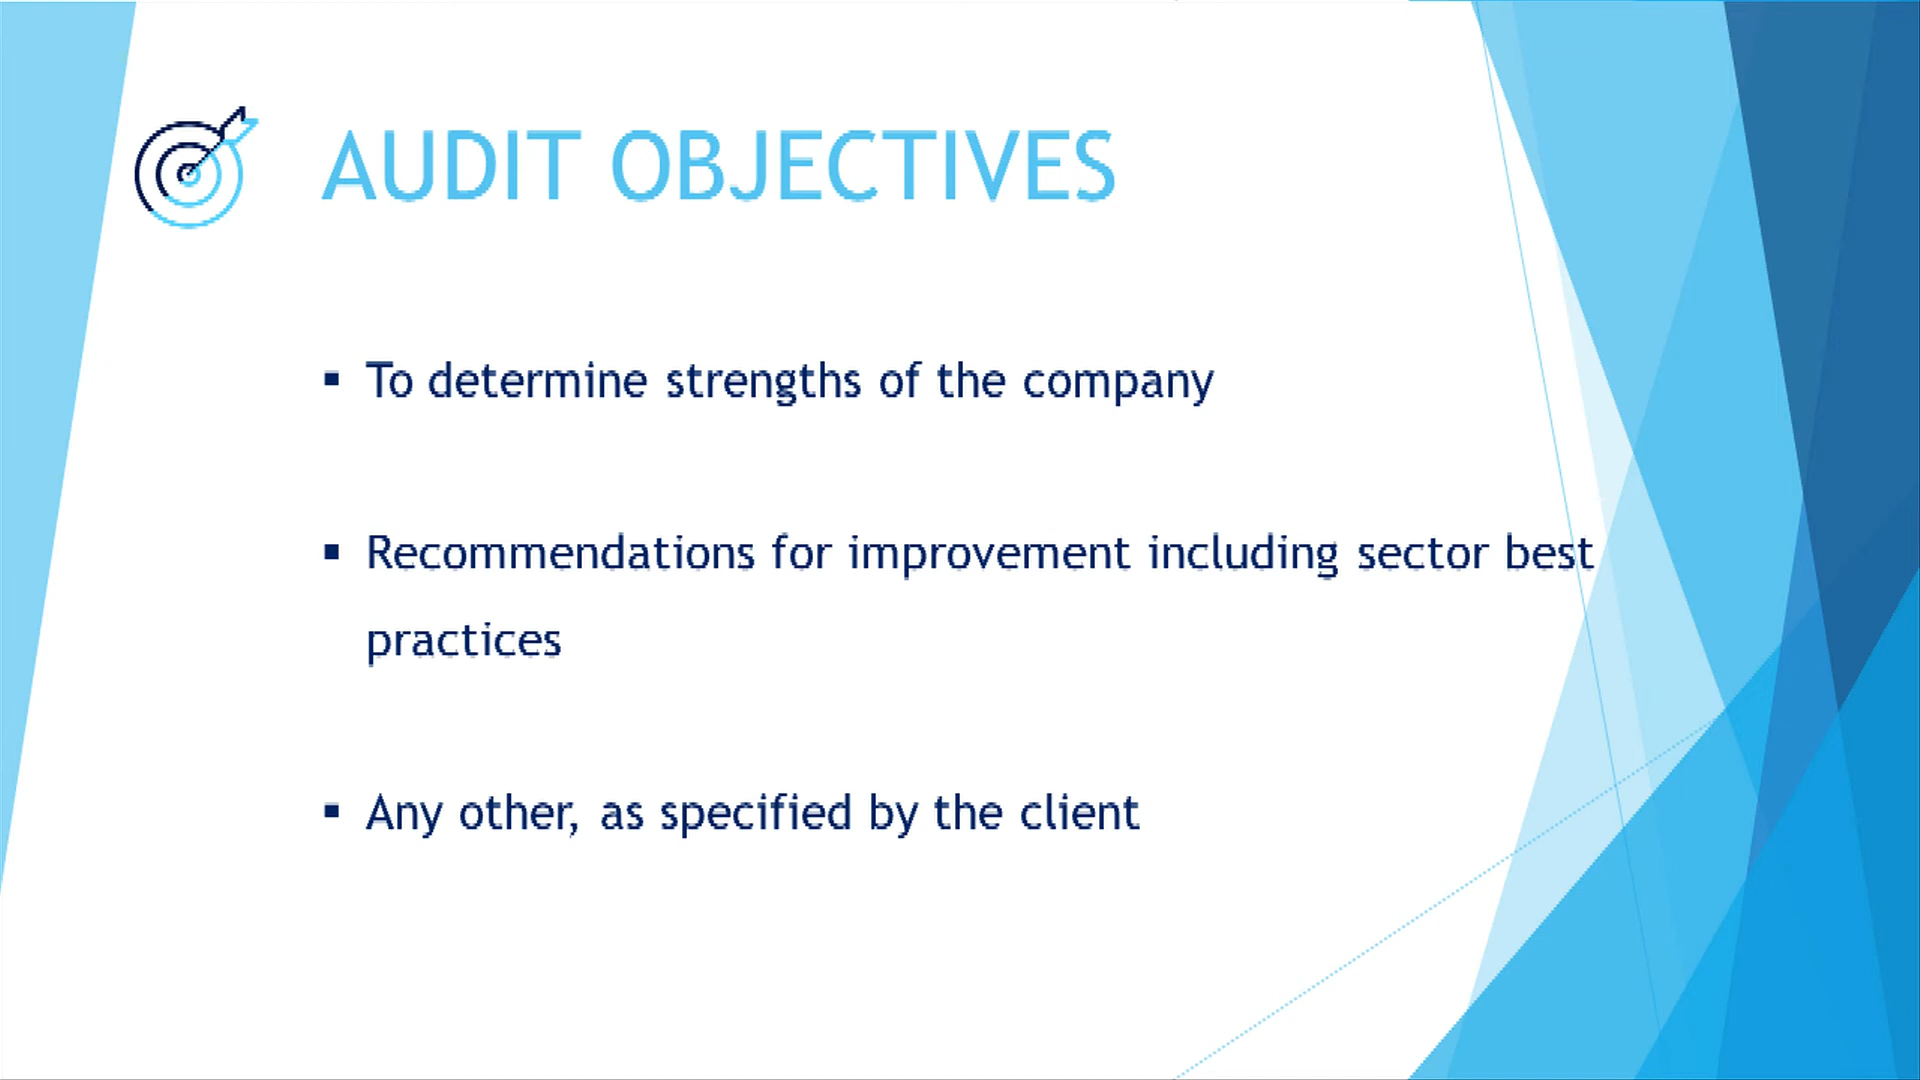 AUDIT OBJECTIVES
▪ To determine strengths of the company
▪ Recommendations for improvement including sector best
practices
▪ Any other, as specified by the client